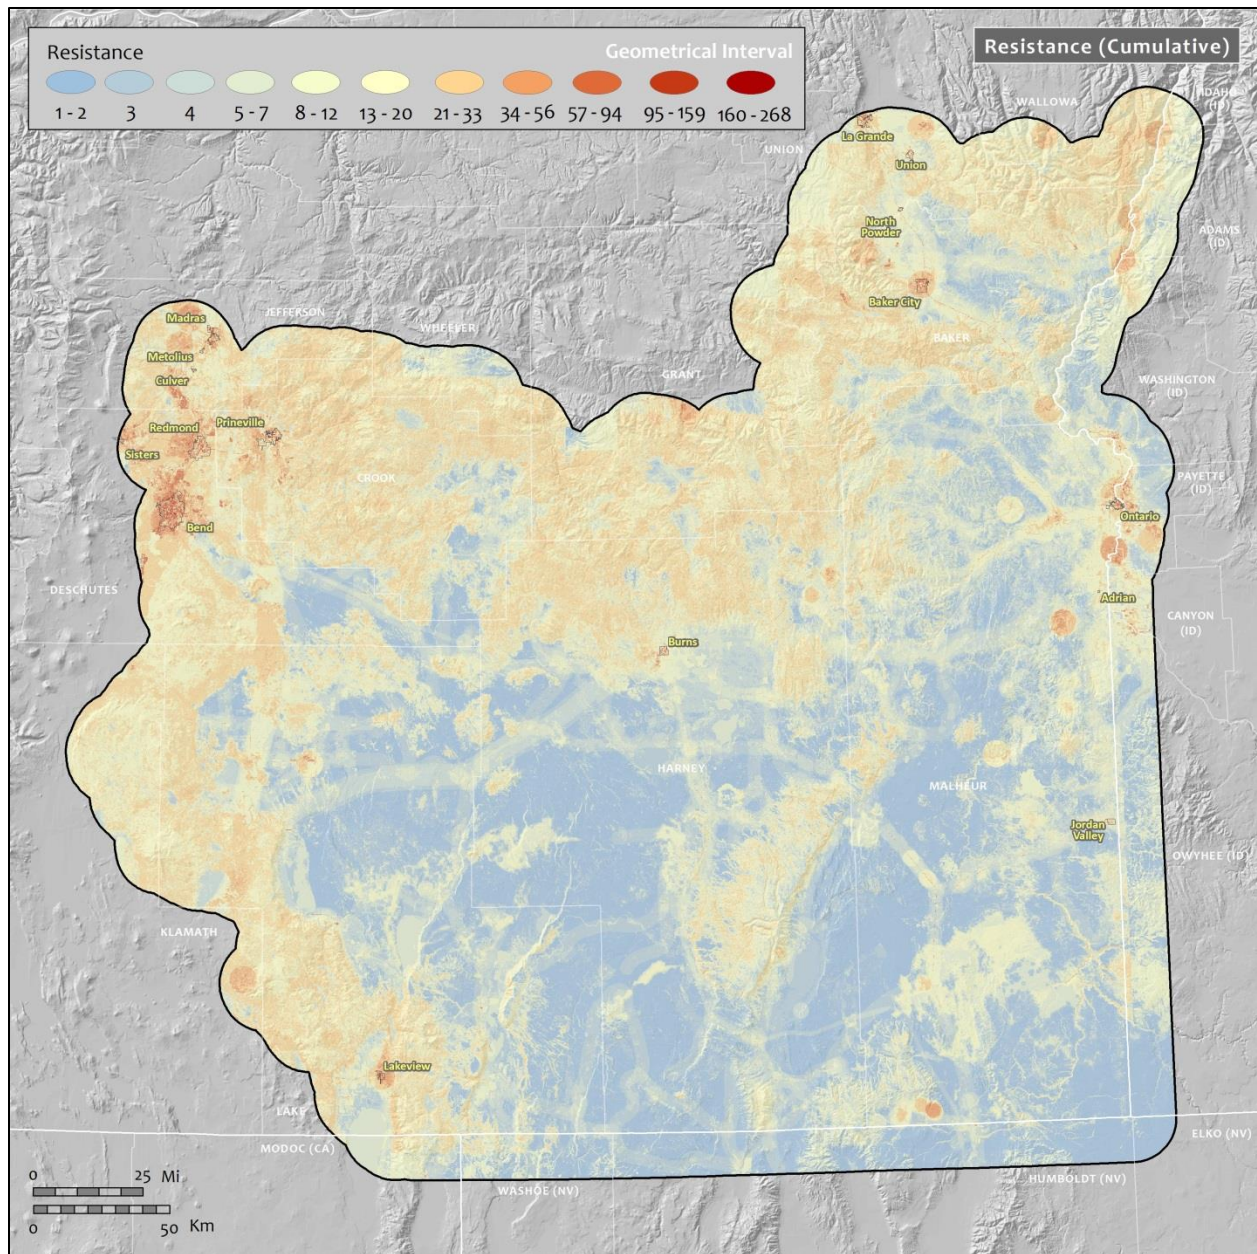 Resistance
Geometrical Interval
1 - 2
3
4
5 - 7
8 - 12
13 - 20
21 - 33
34 - 56
57 - 94
95 - 159
160 - 268
Resistance (Cumulative)
IDAHO
(ID)
WALLOWA
La Grande
UNION
Union
North
Powder
ADAMS
(ID)
Baker City
Madras
JEFFERSON
WHEELER
BAKER
Metolius
GRANT
Culver
WASHINGTON
(ID)
Redmond
Prineville
Sisters
CROOK
PAYETTE
(ID)
Bend
Ontario
DESCHUTES
Adrian
CANYON
(ID)
Burns
HARNEY
MALHEUR
Jordan
Valley
OWYHEE (ID)
KLAMATH
Lakeview
LAKE
MODOC (CA)
ELKO (NV)
WASHOE (NV)
HUMBOLDT (NV)
0 25 Mi
0 50 Km